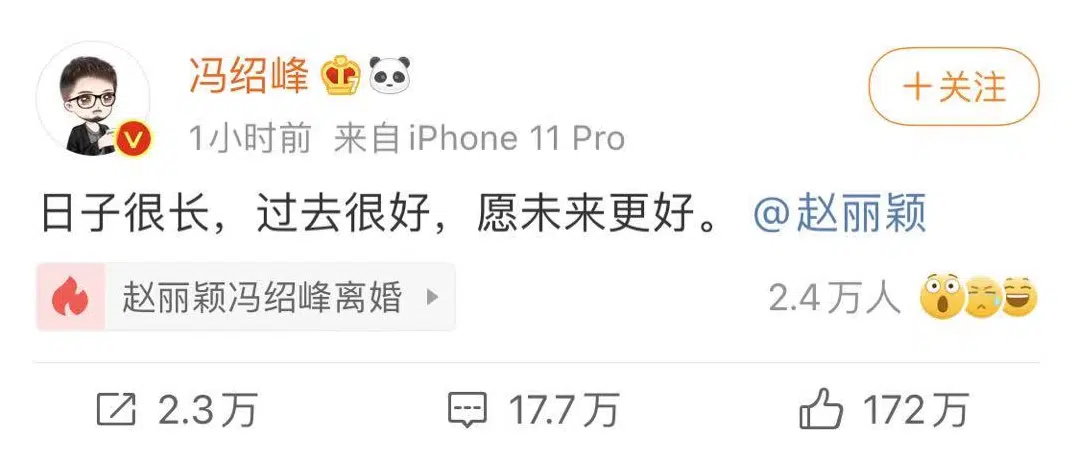 冯绍峰
+关注
1小时前 来自iPhone 11 Pro
日子很长，过去很好，愿未来更好。 @赵丽颖
赵丽颖冯绍峰离婚
2.4万人
2.3万 17.7万 172万